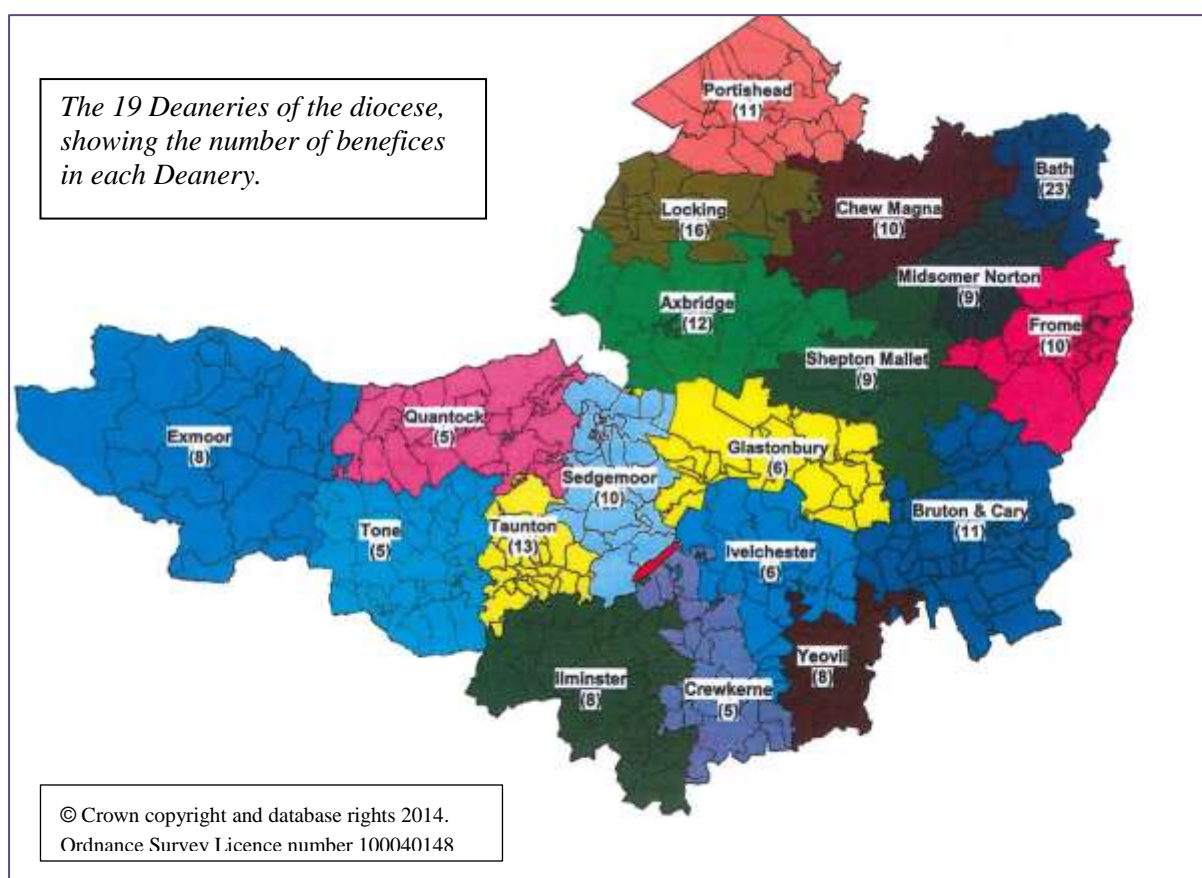 The 19 Deaneries of the diocese,
showing the number of benefices
in each Deanery.
Portishead
(11)
Bath
(23)
Locking
(16)
Chew Magna
(10)
Midsomer Norton
(9)
Axbridge
(12)
Frome
(10)
Shepton Mallet
(9)
Quantock
(5)
Exmoor
(8)
Glastonbury
(6)
Sedgemoor
(10)
Bruton & Cary
(11)
Tone
(5)
Taunton
(13)
Ivelchester
(6)
Yeovil
(8)
Ilminster
(8)
Crewkerne
(5)
© Crown copyright and database rights 2014.
Ordnance Survey Licence number 100040148